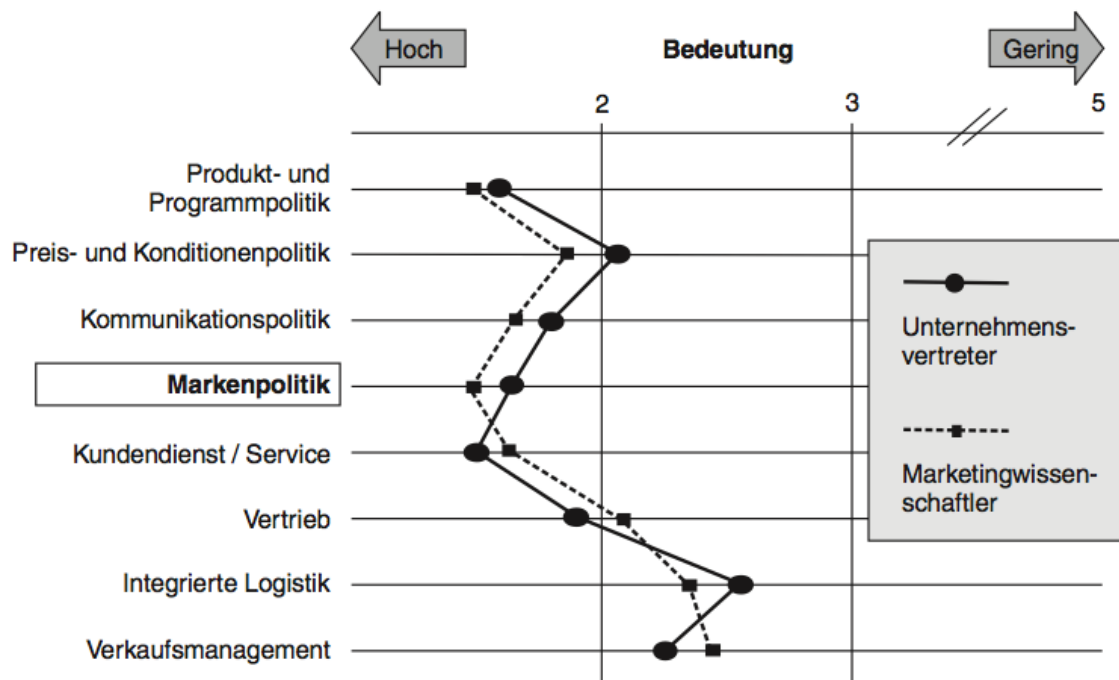 Hoch
Bedeutung
Gering
2
3
5
Produkt- und
Programmpolitik
Preis- und Konditionenpolitik
Kommunikationspolitik
Markenpolitik
Kundendienst / Service
Vertrieb
Integrierte Logistik
Verkaufsmanagement
Unternehmens-
vertreter
Marketingwissen-
schaftler